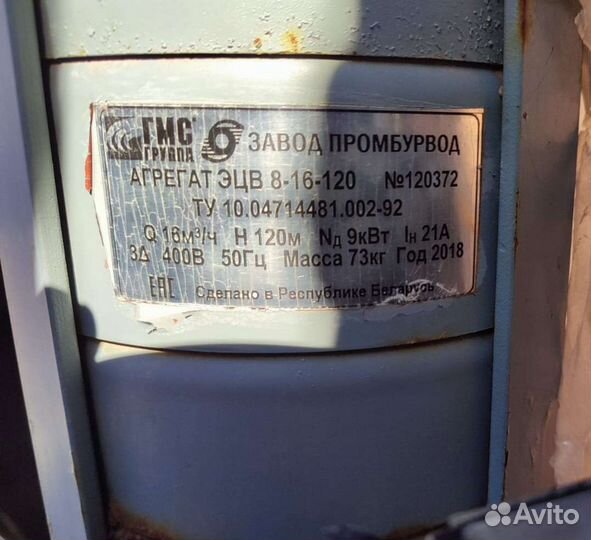 ГМС ГРУППА ЗАВОД ПРОМБУРВОД
АГРЕГАТ ЭЦВ 8-16-120 №120372
ТУ 10.04714481.002-92
Q 16м³/ч H 120м Nд 9кВт Iн 21А
3Δ 400В 50Гц Масса 73кг Год 2018
EAC Сделано в Республике Беларусь
Avito